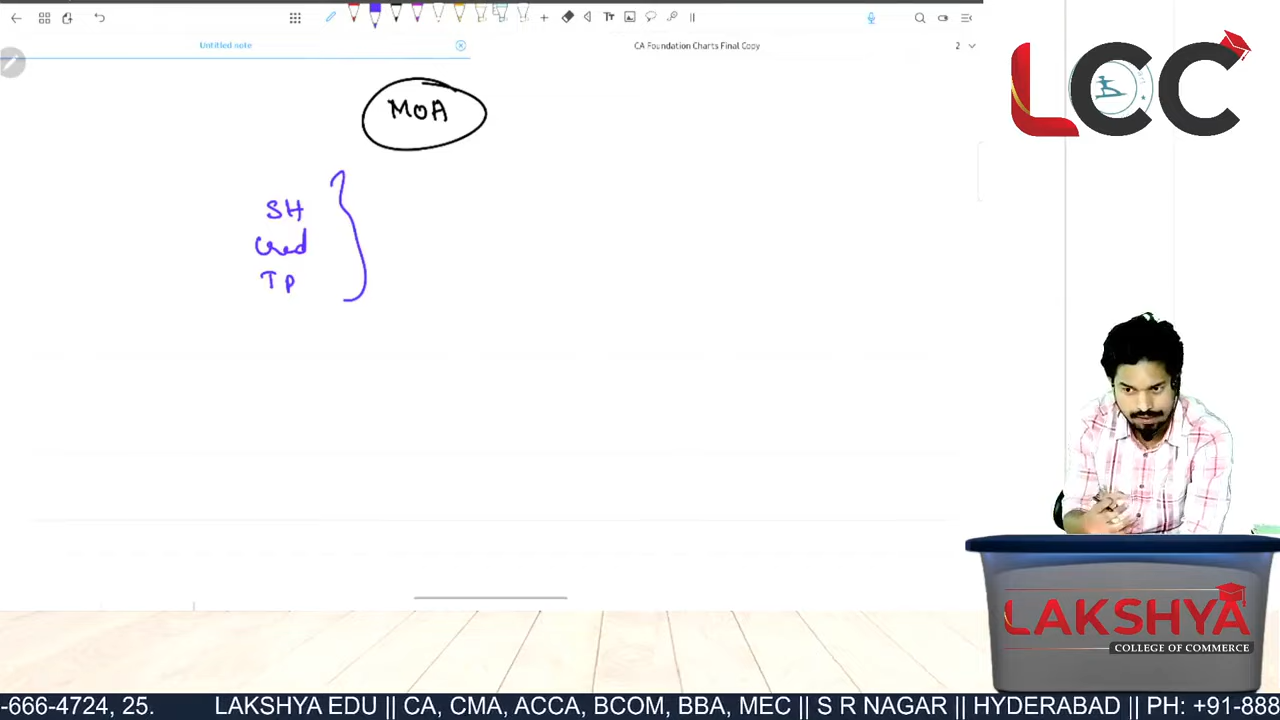 Untitled note
CA Foundation Charts Final Copy
2
Tт
LCC
MOA
SH
Cred
TP
LAKSHYA
COLLEGE OF COMMERCE
-666-4724, 25. LAKSHYA EDU || CA, CMA, ACCA, BCOM, BBA, MEC || S R NAGAR || HYDERABAD || PH: +91-888